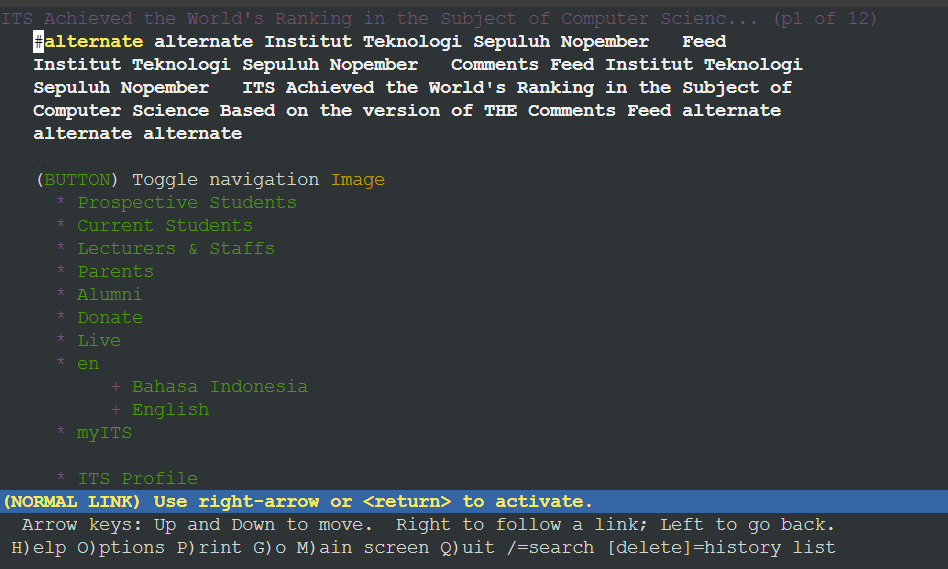 ITS Achieved the World's Ranking in the Subject of Computer Scienc... (p1 of 12)
#alternate alternate Institut Teknologi Sepuluh Nopember   Feed
Institut Teknologi Sepuluh Nopember   Comments Feed Institut Teknologi
Sepuluh Nopember   ITS Achieved the World's Ranking in the Subject of
Computer Science Based on the version of THE Comments Feed alternate
alternate alternate
(BUTTON) Toggle navigation Image
* Prospective Students
* Current Students
* Lecturers & Staffs
* Parents
* Alumni
* Donate
* Live
* en
+ Bahasa Indonesia
+ English
* myITS
* ITS Profile
(NORMAL LINK) Use right-arrow or <return> to activate.
Arrow keys: Up and Down to move.  Right to follow a link; Left to go back.
H)elp O)ptions P)rint G)o M)ain screen Q)uit /=search [delete]=history list